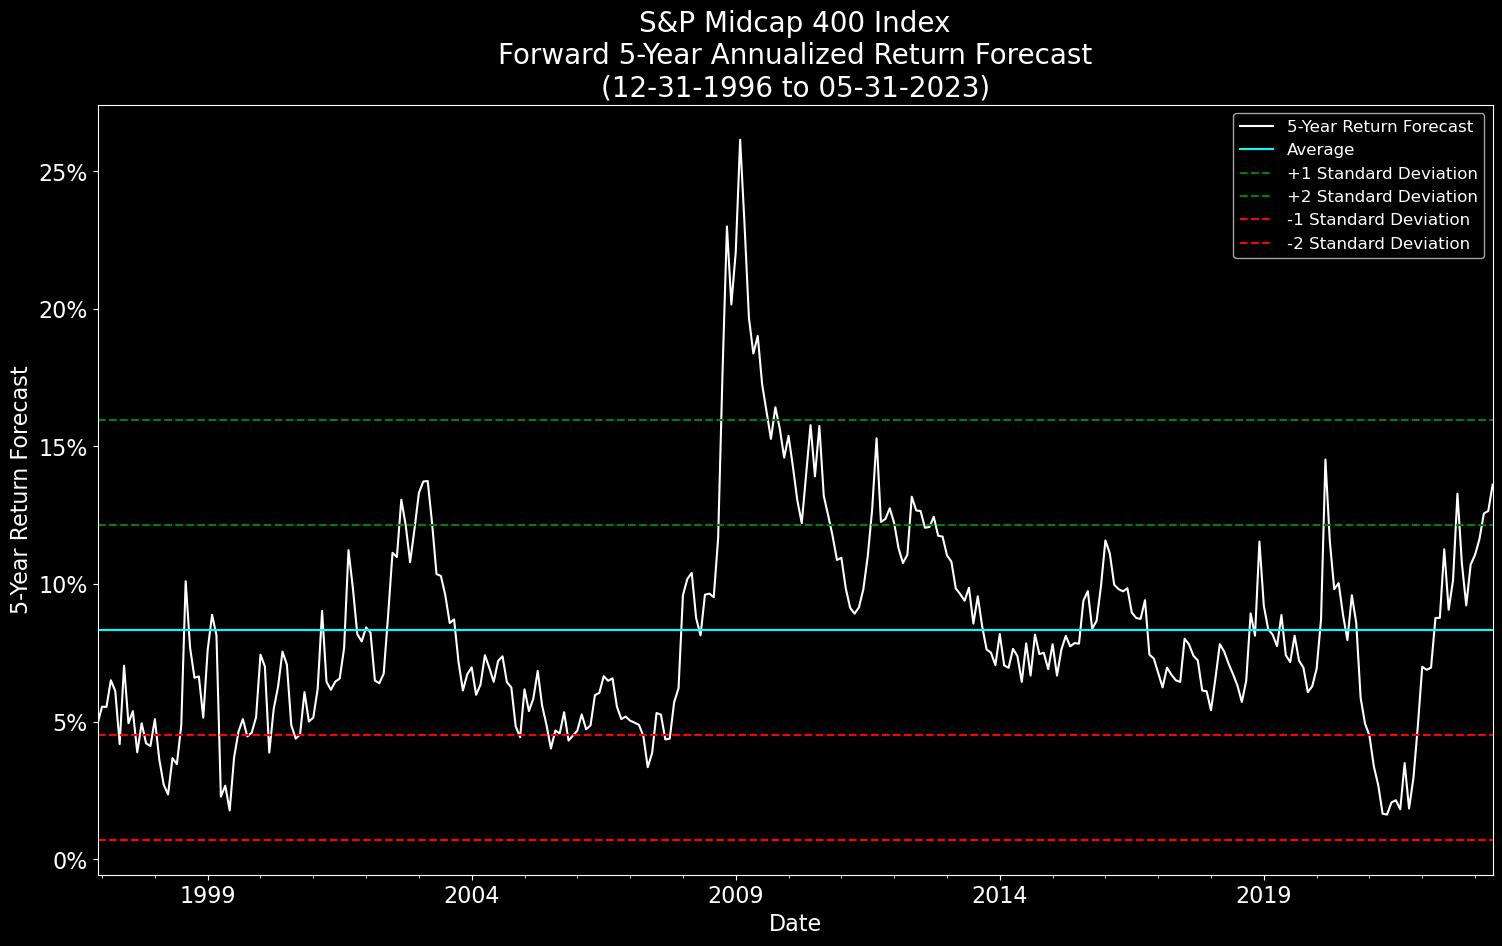 S&P Midcap 400 Index
Forward 5-Year Annualized Return Forecast
(12-31-1996 to 05-31-2023)
5-Year Return Forecast
Average
+1 Standard Deviation
+2 Standard Deviation
-1 Standard Deviation
-2 Standard Deviation
5-Year Return Forecast
25%
20%
15%
10%
5%
0%
1999 2004 2009 2014 2019
Date